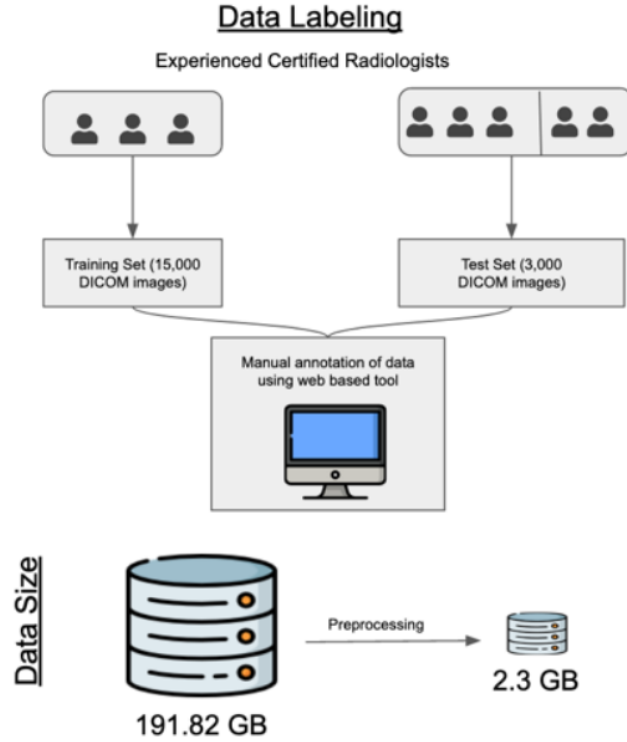 Data Labeling
Experienced Certified Radiologists
Training Set (15,000
DICOM images)
Test Set (3,000
DICOM images)
Manual annotation of data
using web based tool
Data Size
Preprocessing
191.82 GB
2.3 GB